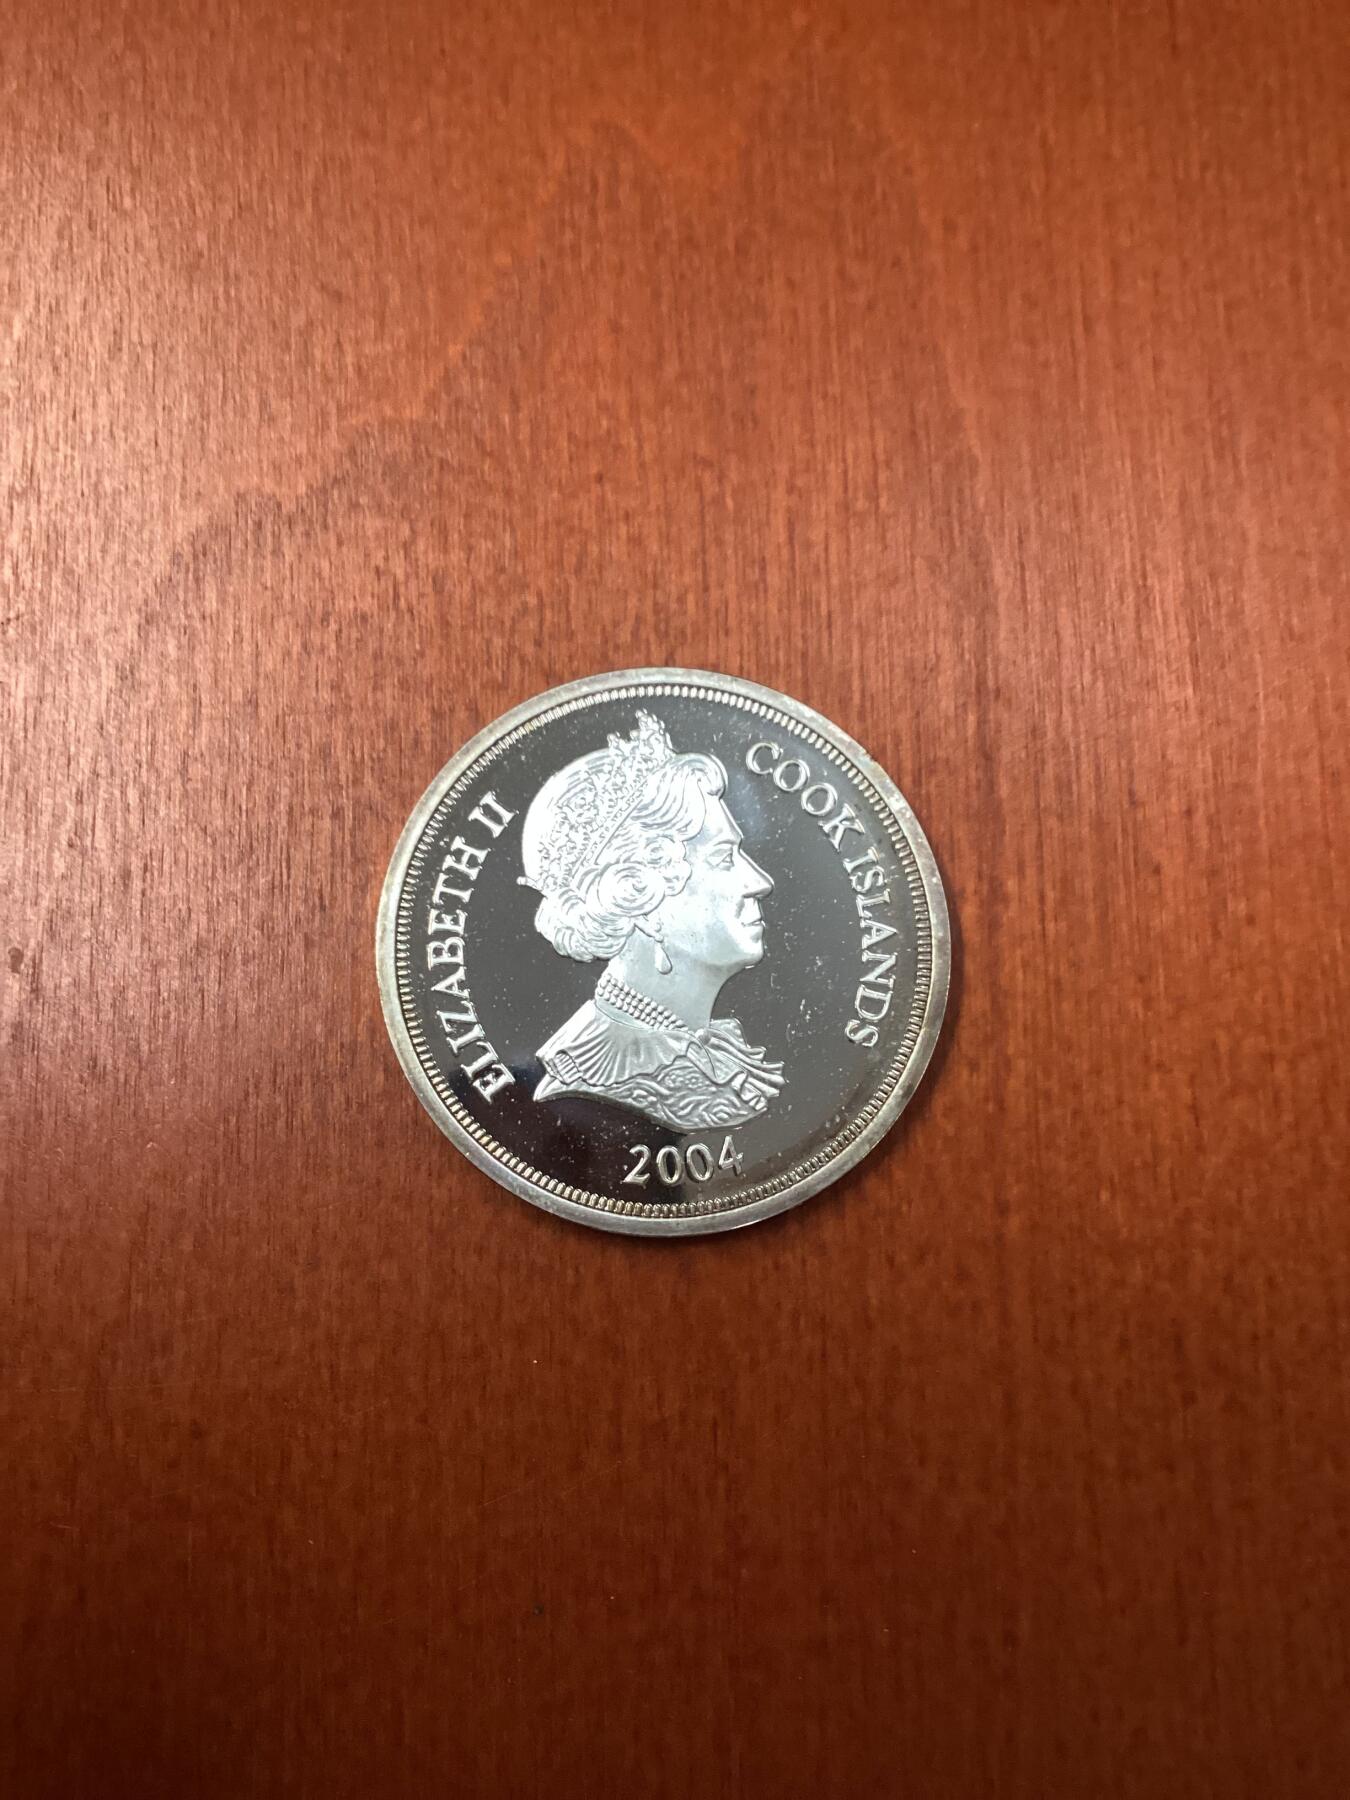 ELIZABETH II
COOK ISLANDS
2004